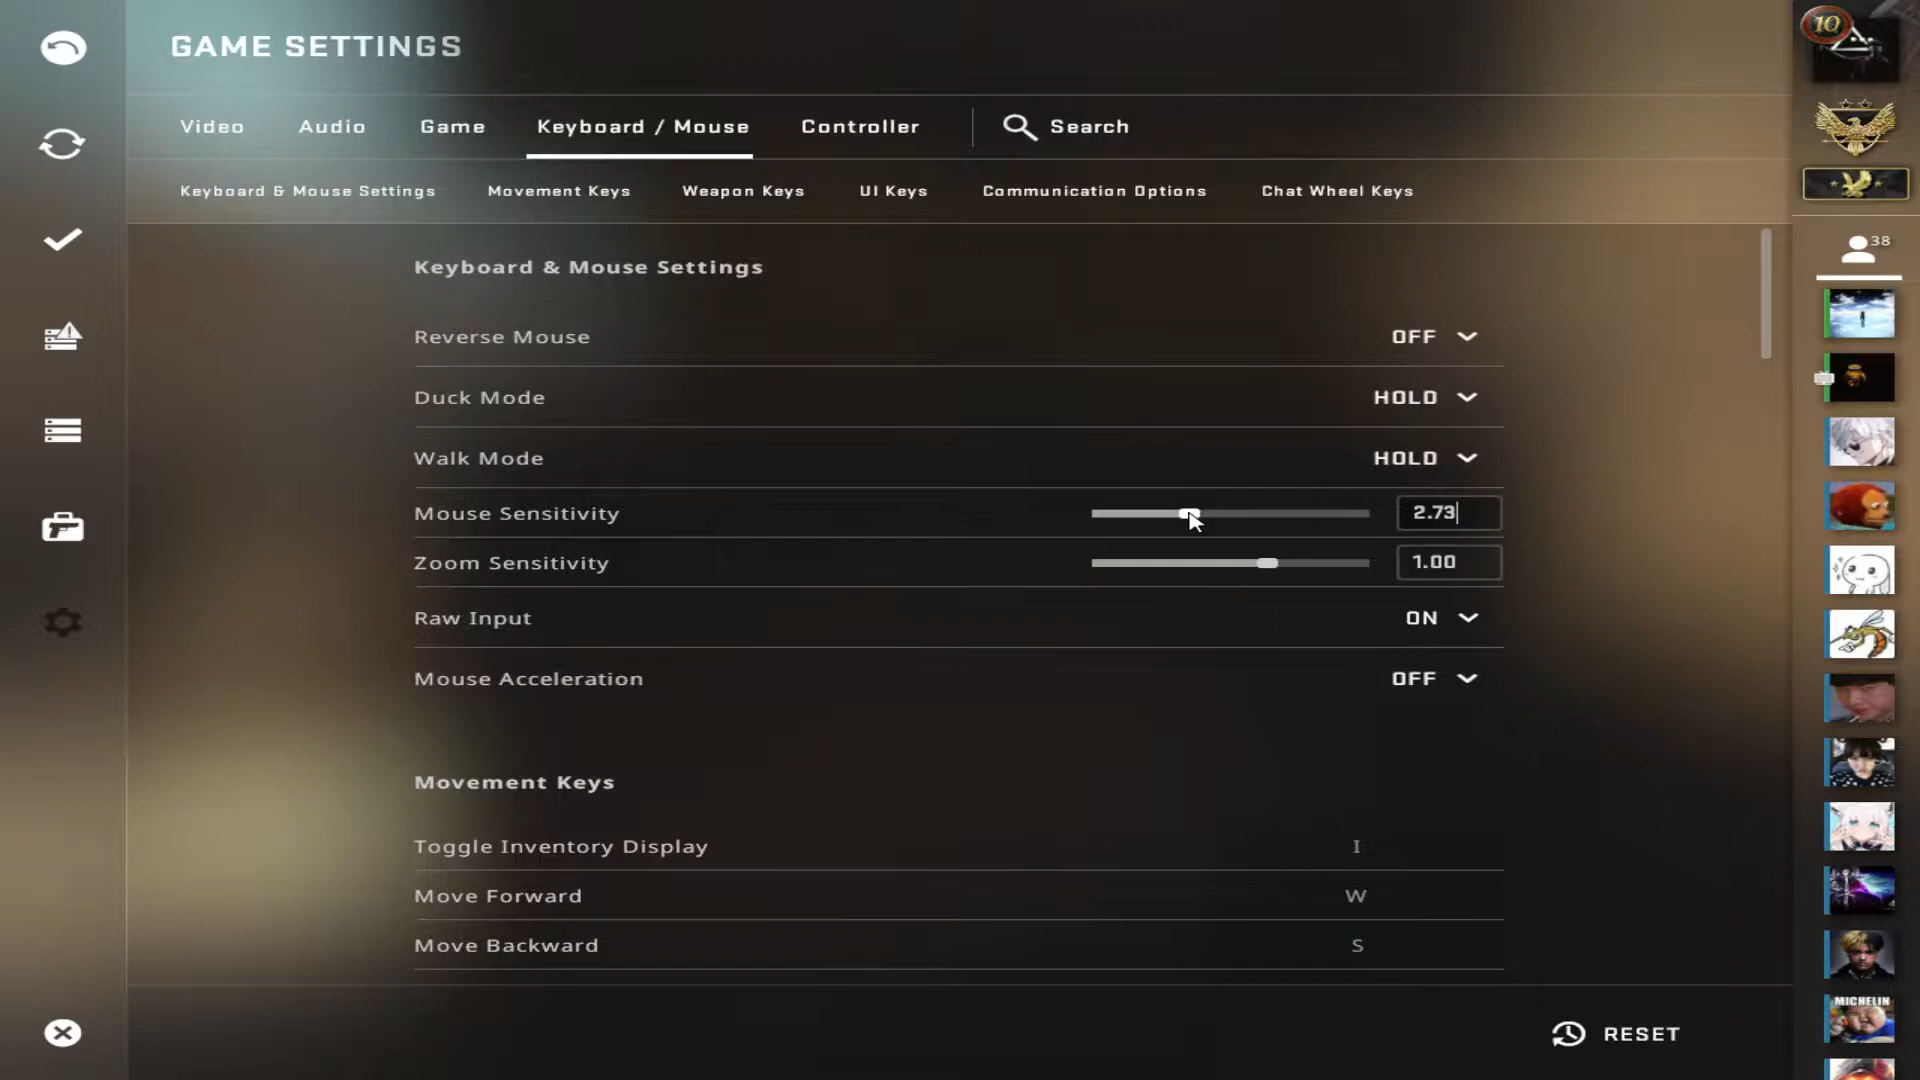 GAME SETTINGS
10
Video Audio Game Keyboard / Mouse Controller Search
Keyboard & Mouse Settings Movement Keys Weapon Keys UI Keys Communication Options Chat Wheel Keys
38
Keyboard & Mouse Settings
Reverse Mouse OFF
Duck Mode HOLD
Walk Mode HOLD
Mouse Sensitivity 2.73
Zoom Sensitivity 1.00
Raw Input ON
Mouse Acceleration OFF
Movement Keys
Toggle Inventory Display I
Move Forward W
Move Backward S
MICHELIN
RESET